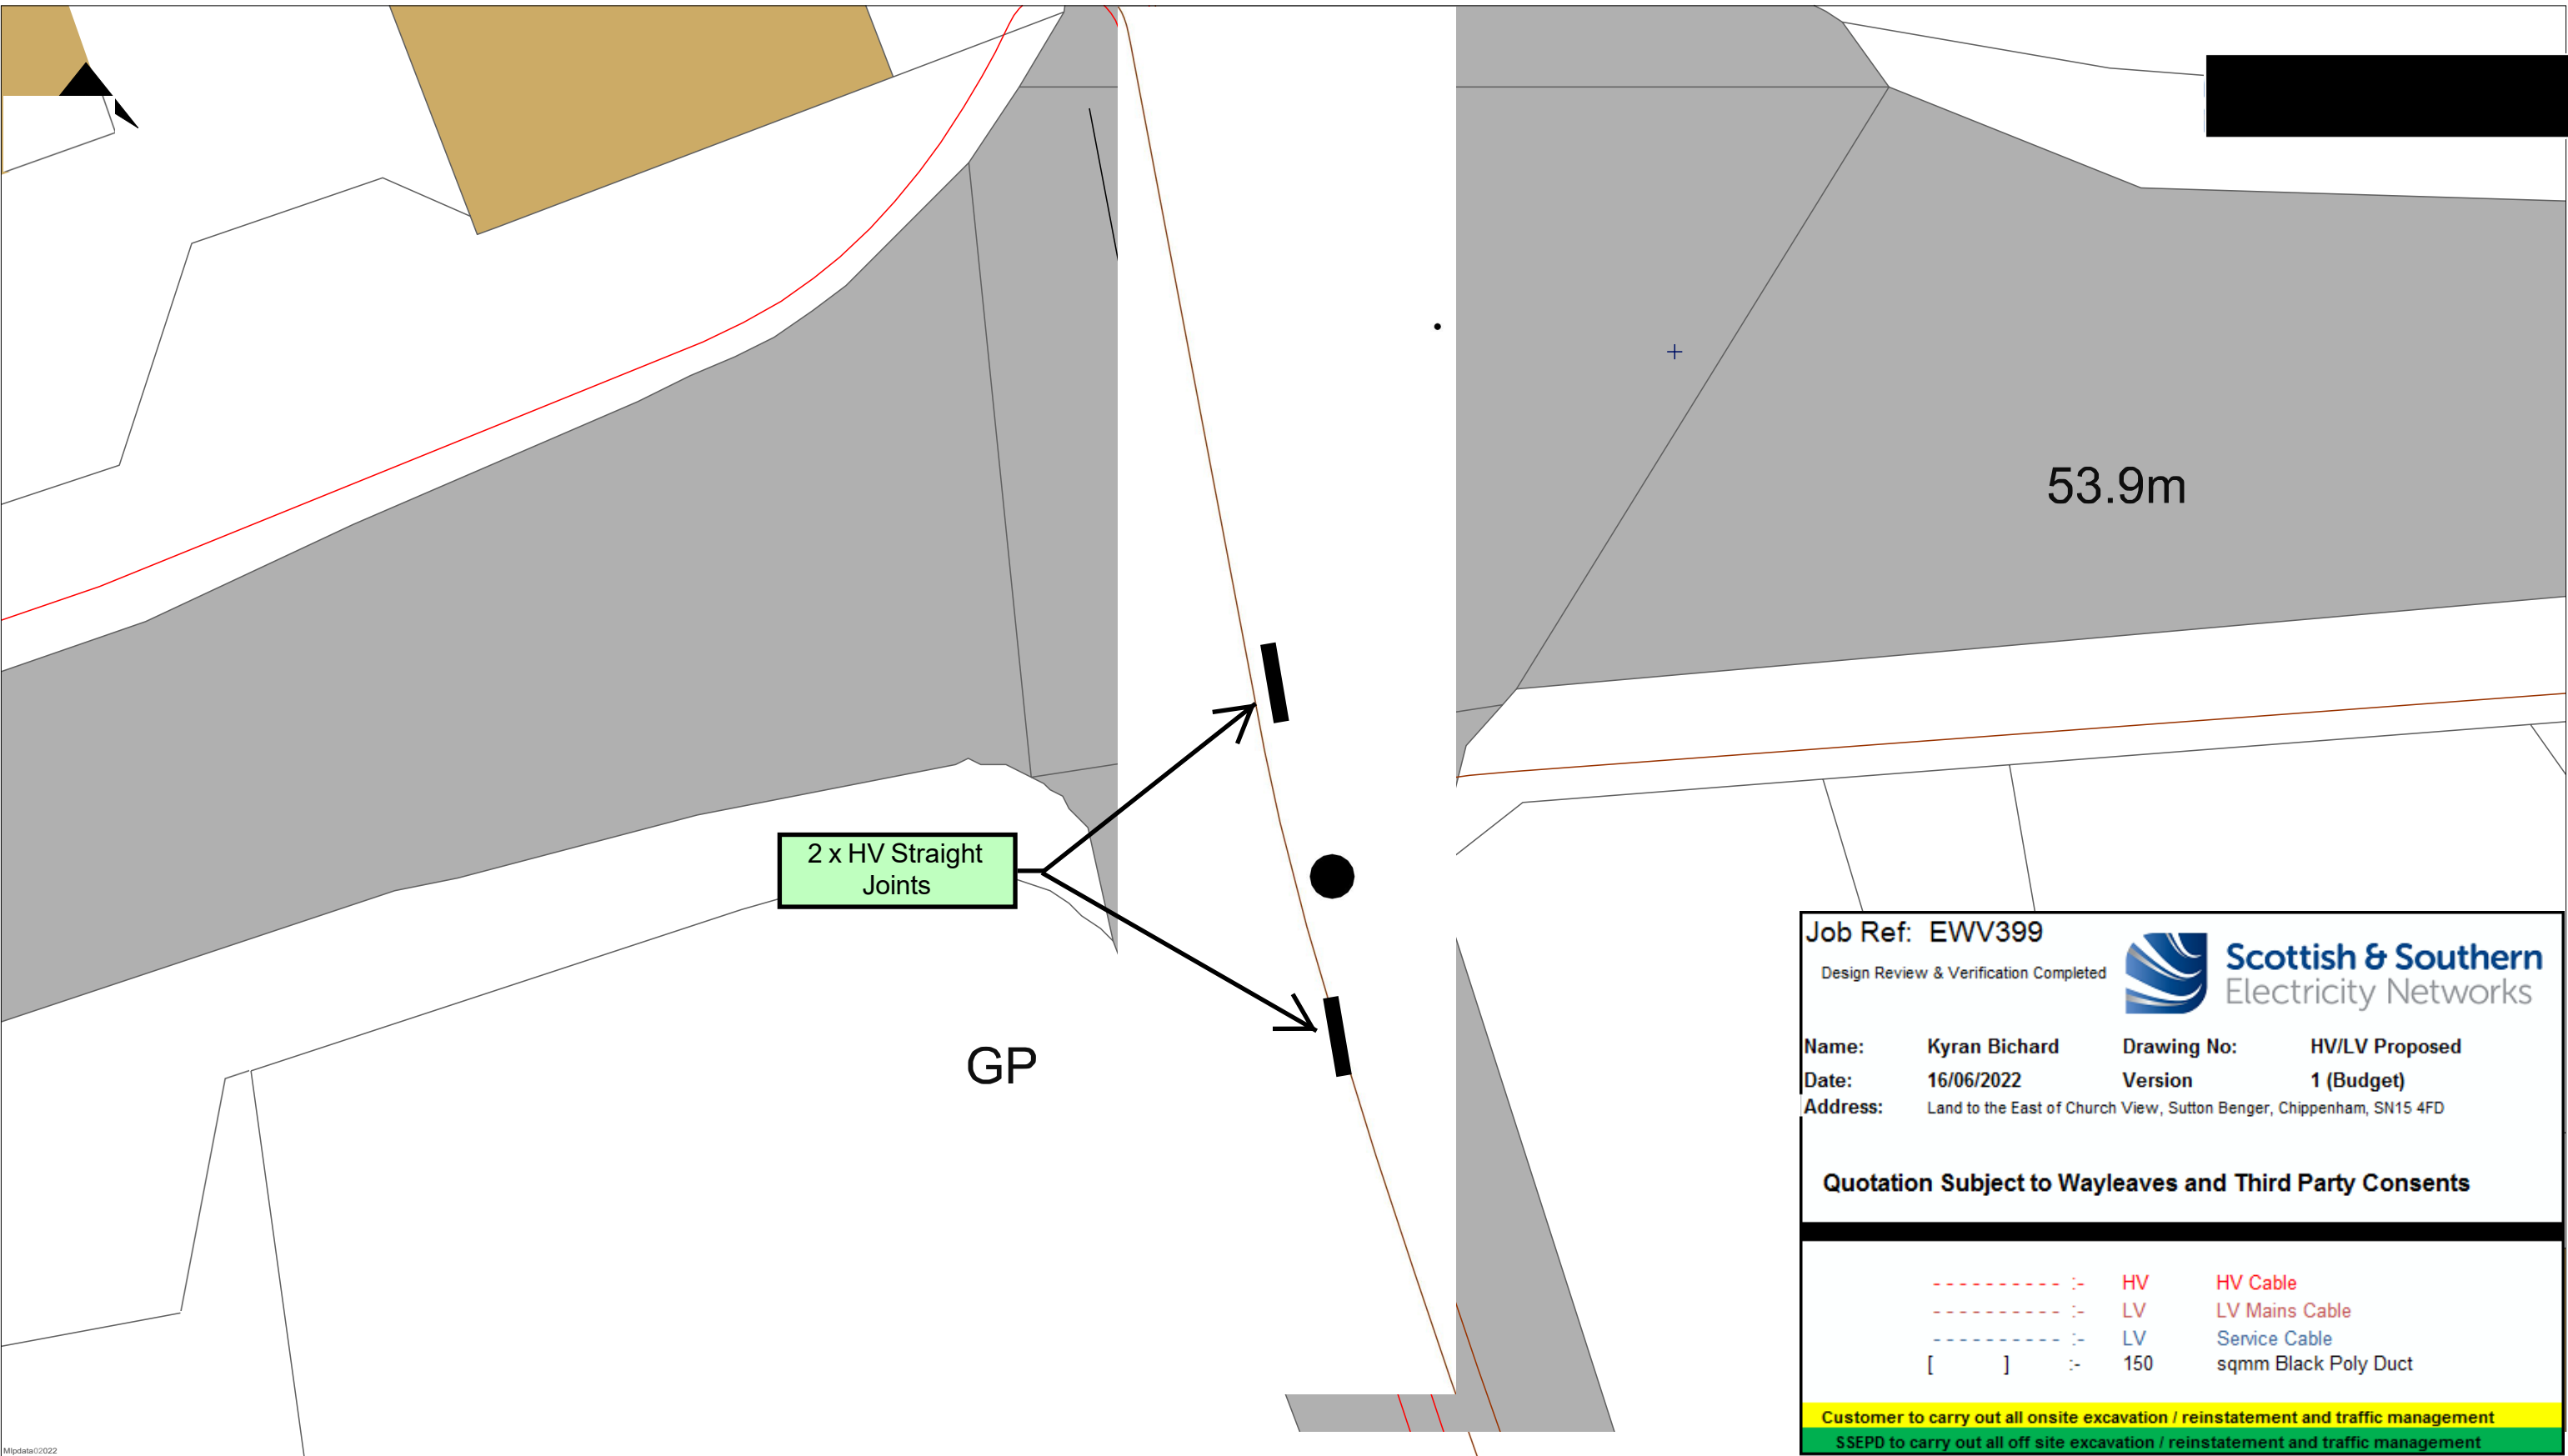 53.9m
2 x HV Straight
Joints
GP
Job Ref: EWV399
Design Review & Verification Completed
Scottish & Southern
Electricity Networks
Name: Kyran Bichard Drawing No: HV/LV Proposed
Date: 16/06/2022 Version 1 (Budget)
Address: Land to the East of Church View, Sutton Benger, Chippenham, SN15 4FD
Quotation Subject to Wayleaves and Third Party Consents
---------- :- HV HV Cable
---------- :- LV LV Mains Cable
---------- :- LV Service Cable
[ ] :- 150 sqmm Black Poly Duct
Customer to carry out all onsite excavation / reinstatement and traffic management
SSEPD to carry out all off site excavation / reinstatement and traffic management
Mipdata02022